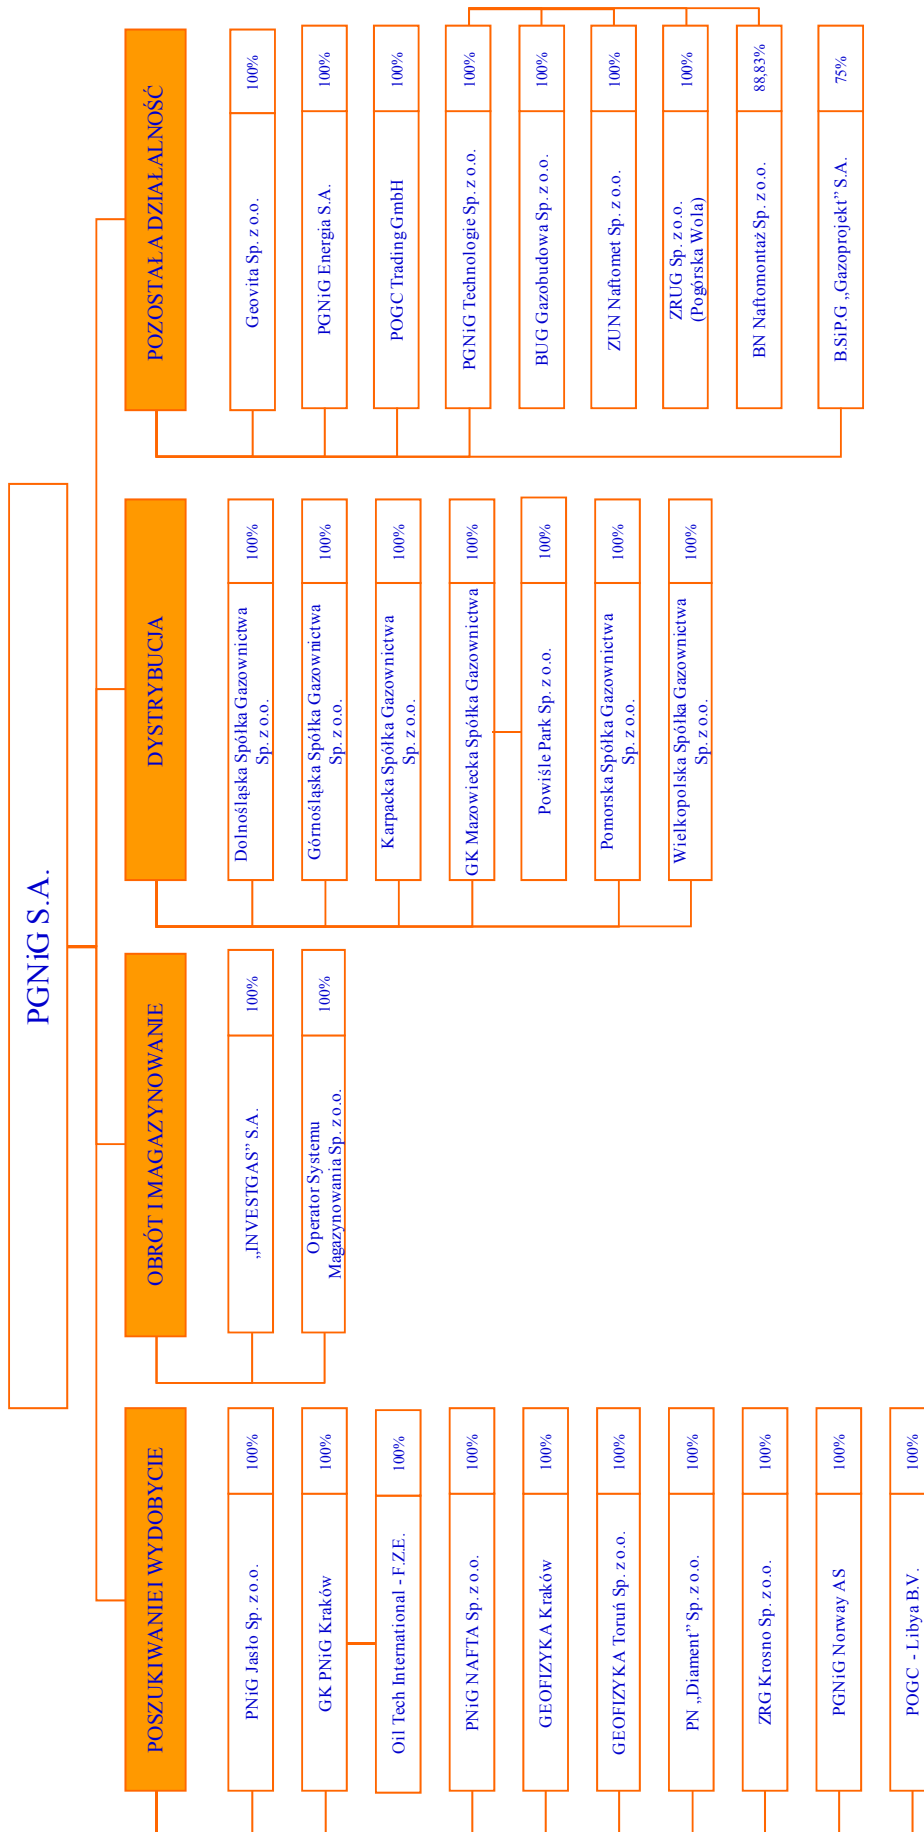 PGNiG S.A.
POSZUKIWANIE I WYDOBYCIE
PNiG Jasło Sp. z o.o.
100%
GK PNiG Kraków
100%
Oil Tech International - F.Z.E.
100%
PNiG NAFTA Sp. z o.o.
100%
GEOFIZYKA Kraków
100%
GEOFIZYKA Toruń Sp. z o.o.
100%
PN „Diament” Sp. z o.o.
100%
ZRG Krosno Sp. z o.o.
100%
PGNiG Norway AS
100%
POGC - Libya B.V.
100%
OBRÓT I MAGAZYNOWANIE
„INVESTGAS” S.A.
100%
Operator Systemu
Magazynowania Sp. z o.o.
100%
DYSTRYBUCJA
Dolnośląska Spółka Gazownictwa
Sp. z o.o.
100%
Górnośląska Spółka Gazownictwa
Sp. z o.o.
100%
Karpacka Spółka Gazownictwa
Sp. z o.o.
100%
GK Mazowiecka Spółka Gazownictwa
100%
Powiśle Park Sp. z o.o.
100%
Pomorska Spółka Gazownictwa
Sp. z o.o.
100%
Wielkopolska Spółka Gazownictwa
Sp. z o.o.
100%
POZOSTAŁA DZIAŁALNOŚĆ
Geovita Sp. z o.o.
100%
PGNiG Energia S.A.
100%
POGC Trading GmbH
100%
PGNiG Technologie Sp. z o.o.
100%
BUG Gazobudowa Sp. z o.o.
100%
ZUN Naftomet Sp. z o.o.
100%
ZRUG Sp. z o.o.
(Pogórska Wola)
100%
BN Naftomontaż Sp. z o.o.
88,83%
B.SiP.G „Gazoprojekt” S.A.
75%